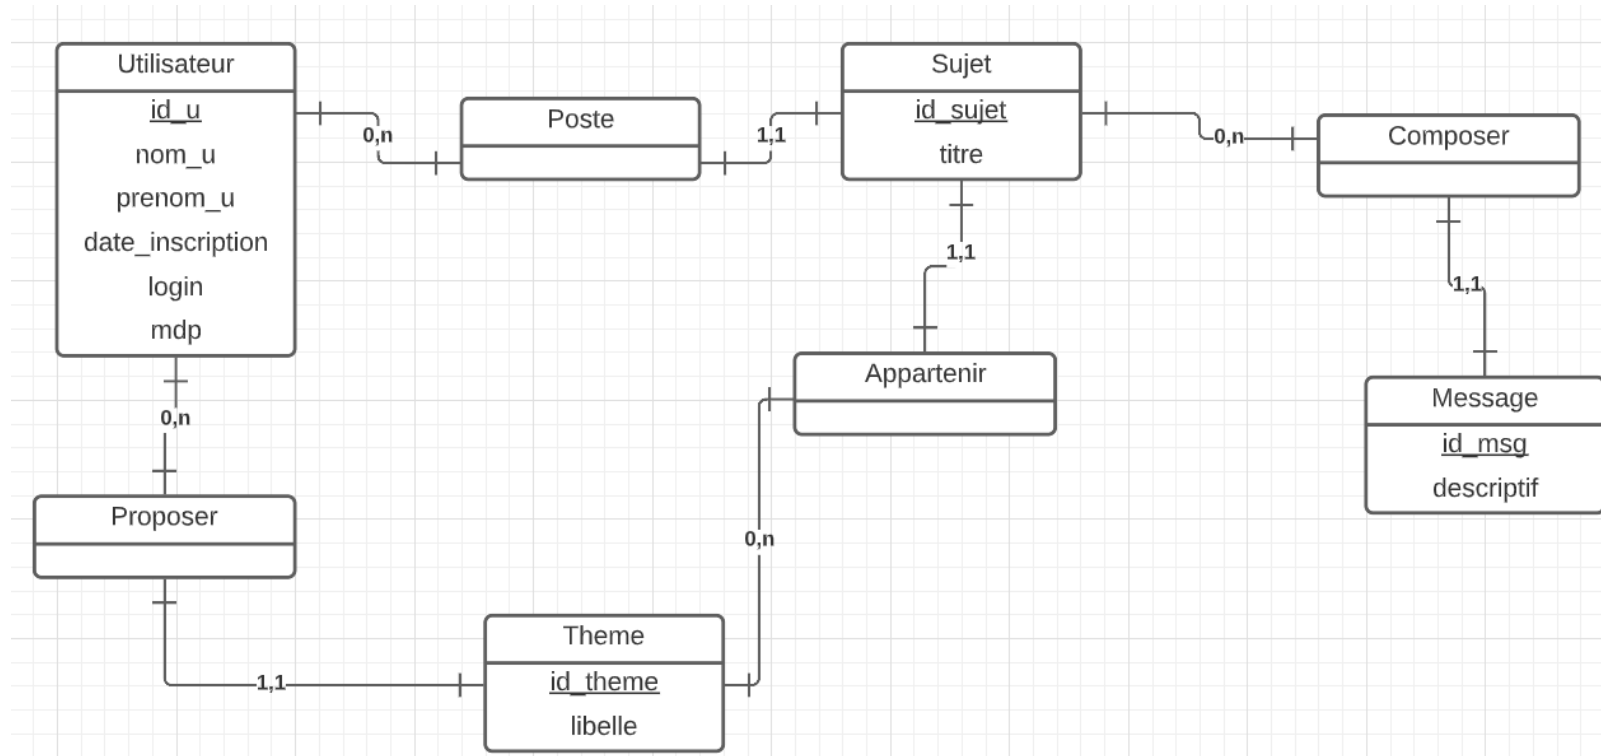 Utilisateur
id_u
nom_u
prenom_u
date_inscription
login
mdp
0,n
Poste
1,1
Sujet
id_sujet
titre
0,n
Composer
1,1
Message
id_msg
descriptif
1,1
Appartenir
0,n
0,n
Proposer
1,1
Theme
id_theme
libelle